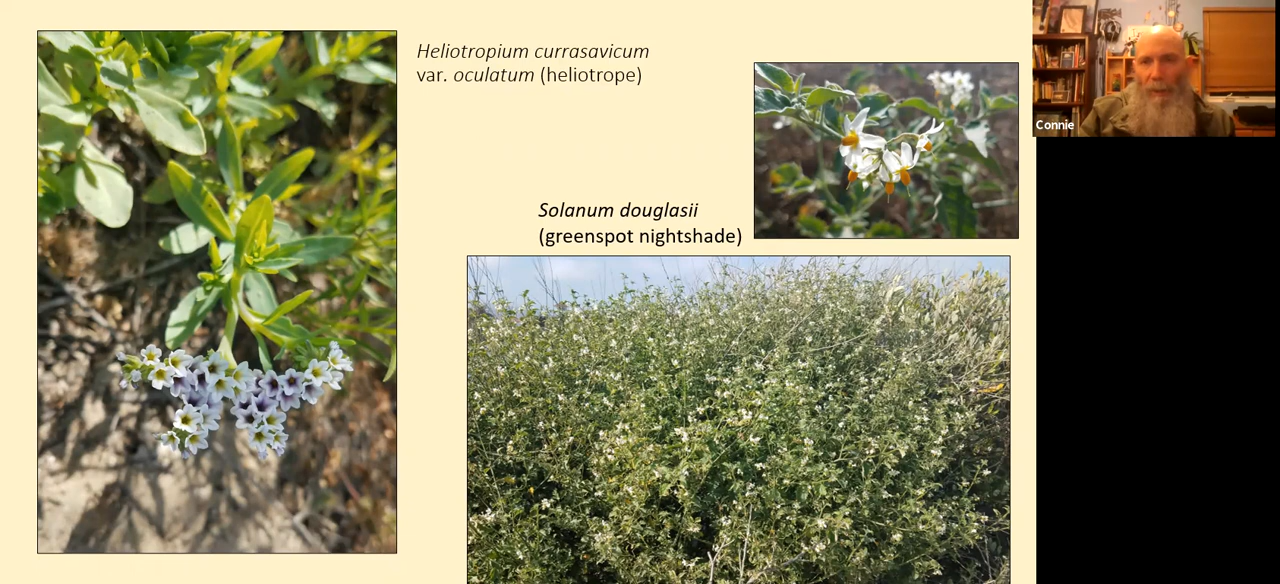 Heliotropium currasavicum
var. oculatum (heliotrope)
Solanum douglasii
(greenspot nightshade)
Connie